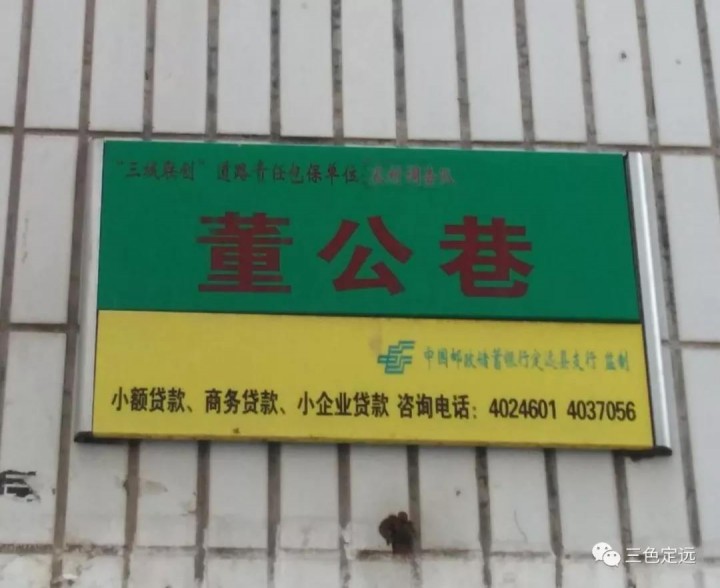 “三城联创”道路责任包保单位
董公巷
中国邮政储蓄银行定远县支行 监制
小额贷款、商务贷款、小企业贷款 咨询电话：4024601 4037056
三色定远